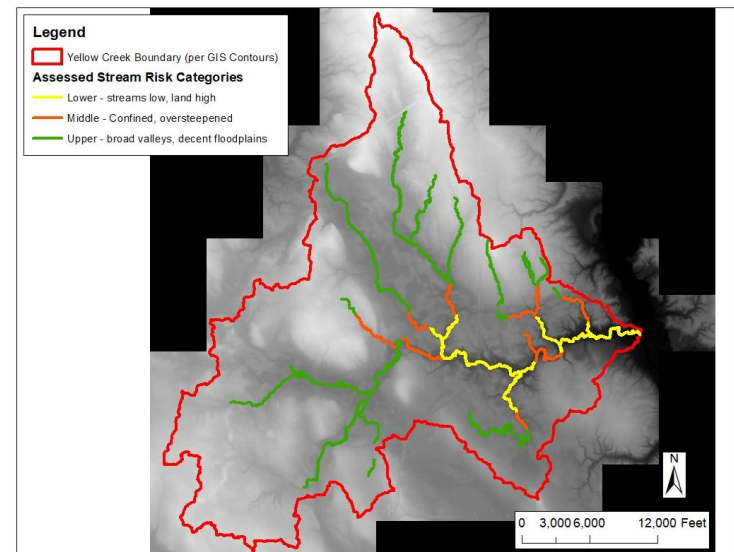 Legend
Yellow Creek Boundary (per GIS Contours)
Assessed Stream Risk Categories
Lower - streams low, land high
Middle - Confined, oversteepened
Upper - broad valleys, decent floodplains
N
0 3,000 6,000 12,000 Feet